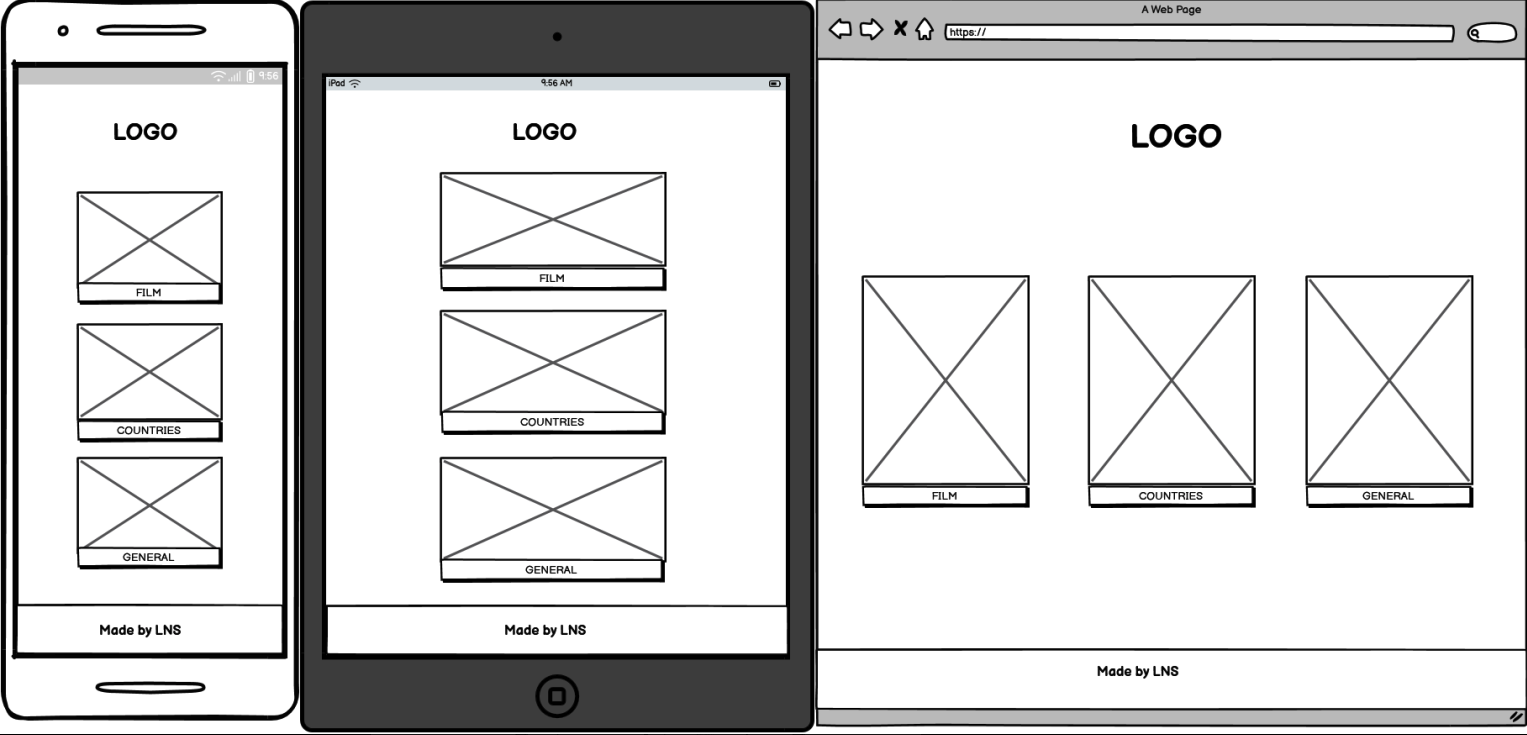 9:56
LOGO
FILM
COUNTRIES
GENERAL
Made by LNS
iPad
9:56 AM
LOGO
FILM
COUNTRIES
GENERAL
Made by LNS
A Web Page
https://
LOGO
FILM
COUNTRIES
GENERAL
Made by LNS